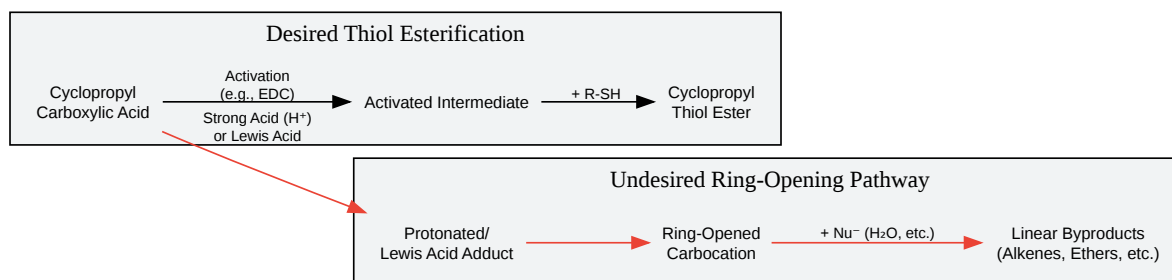 Desired Thiol Esterification
Cyclopropyl
Carboxylic Acid
Activation
(e.g., EDC)
Strong Acid (H⁺)
or Lewis Acid
Activated Intermediate
+ R-SH
Cyclopropyl
Thiol Ester
Undesired Ring-Opening Pathway
Protonated/
Lewis Acid Adduct
Ring-Opened
Carbocation
+ Nu⁻ (H₂O, etc.)
Linear Byproducts
(Alkenes, Ethers, etc.)